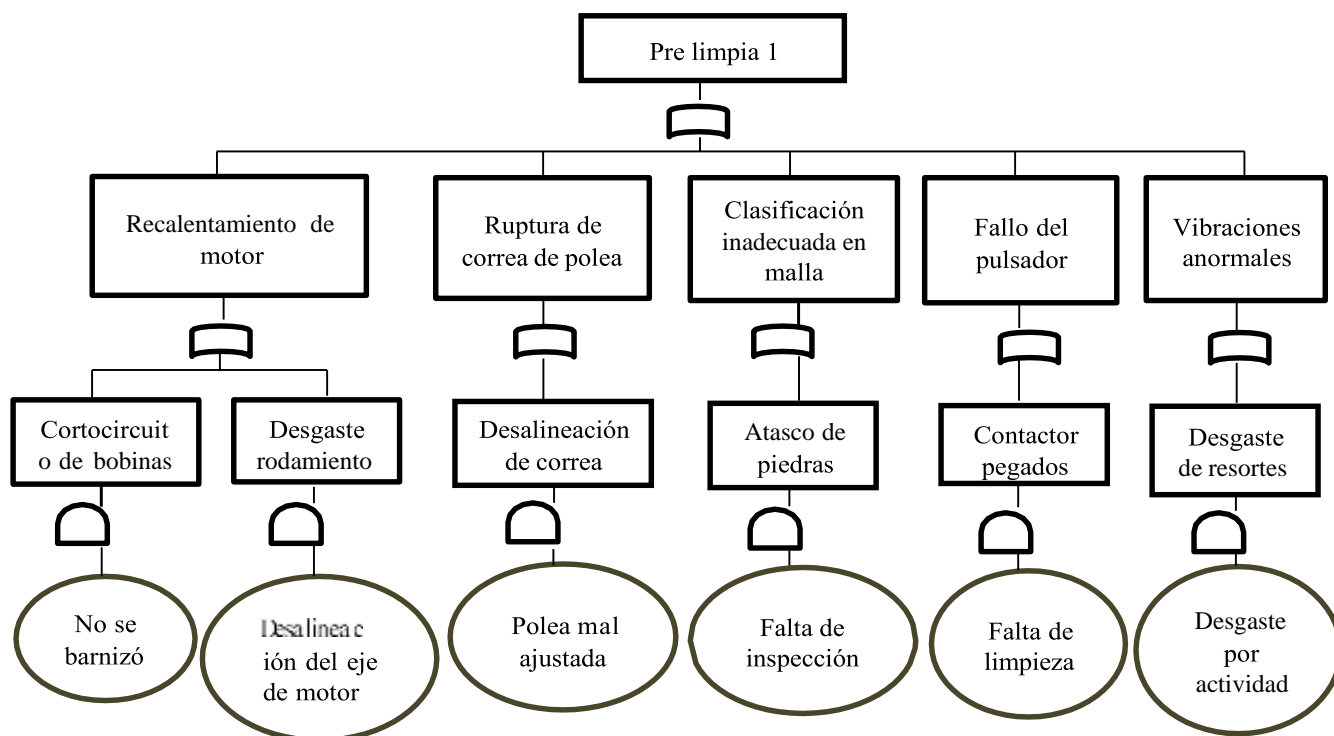 Pre limpia 1
Recalentamiento de
motor
Ruptura de
correa de polea
Clasificación
inadecuada en
malla
Fallo del
pulsador
Vibraciones
anormales
Cortocircuit
o de bobinas
Desgaste
rodamiento
Desalineación
de correa
Atasco de
piedras
Contactor
pegados
Desgaste
de resortes
No se
barnizó
Desalineac
ión del eje
de motor
Polea mal
ajustada
Falta de
inspección
Falta de
limpieza
Desgaste
por
actividad